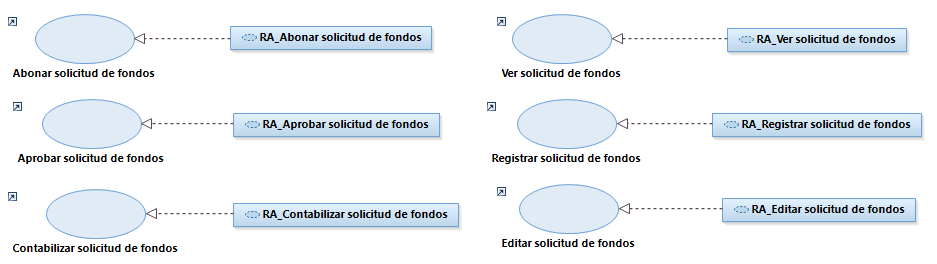 RA_Abonar solicitud de fondos
Abonar solicitud de fondos
RA_Aprobar solicitud de fondos
Aprobar solicitud de fondos
RA_Contabilizar solicitud de fondos
Contabilizar solicitud de fondos
RA_Ver solicitud de fondos
Ver solicitud de fondos
RA_Registrar solicitud de fondos
Registrar solicitud de fondos
RA_Editar solicitud de fondos
Editar solicitud de fondos